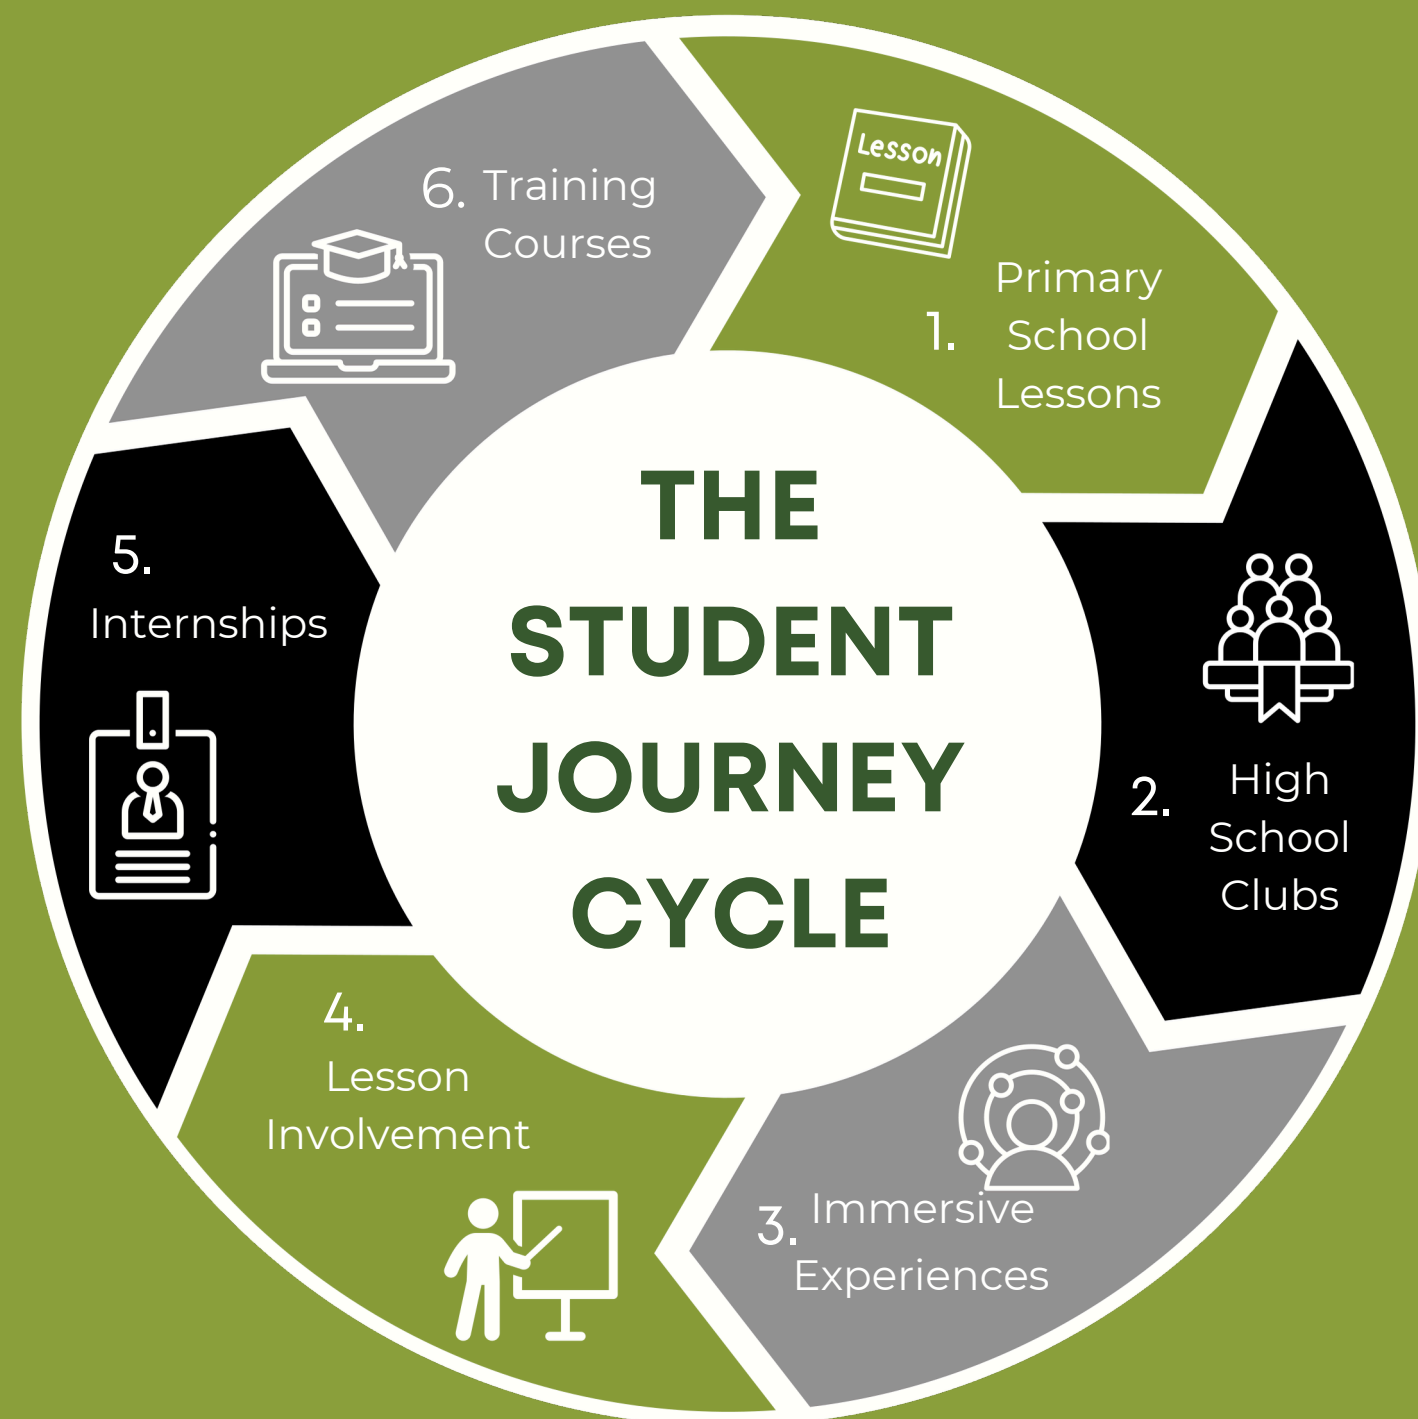 THE
STUDENT
JOURNEY
CYCLE
Lesson
1. Primary
School
Lessons
2. High
School
Clubs
3. Immersive
Experiences
4.
Lesson
Involvement
5.
Internships
6. Training
Courses